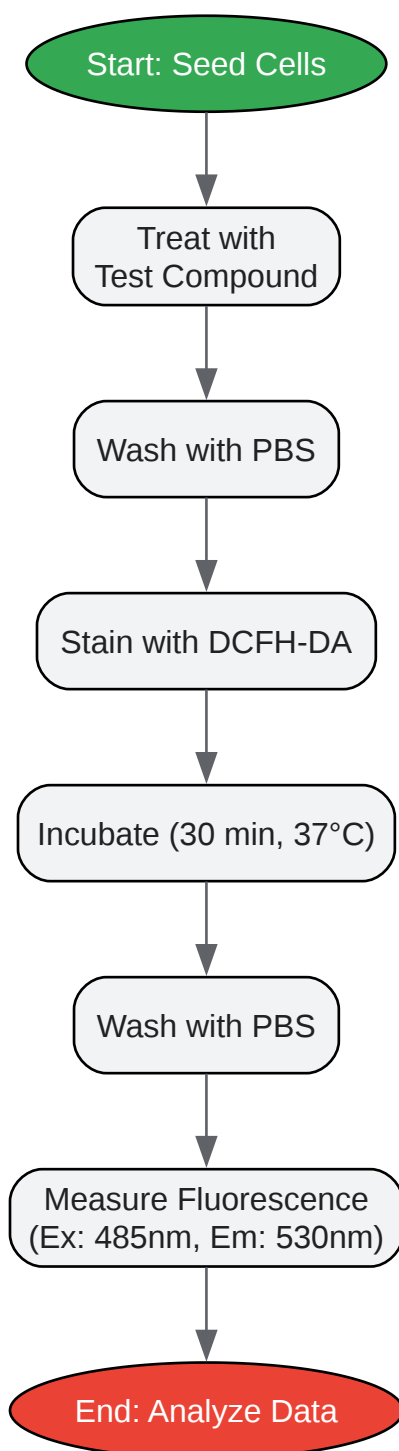 Start: Seed Cells
Treat with
Test Compound
Wash with PBS
Stain with DCFH-DA
Incubate (30 min, 37°C)
Wash with PBS
Measure Fluorescence
(Ex: 485nm, Em: 530nm)
End: Analyze Data